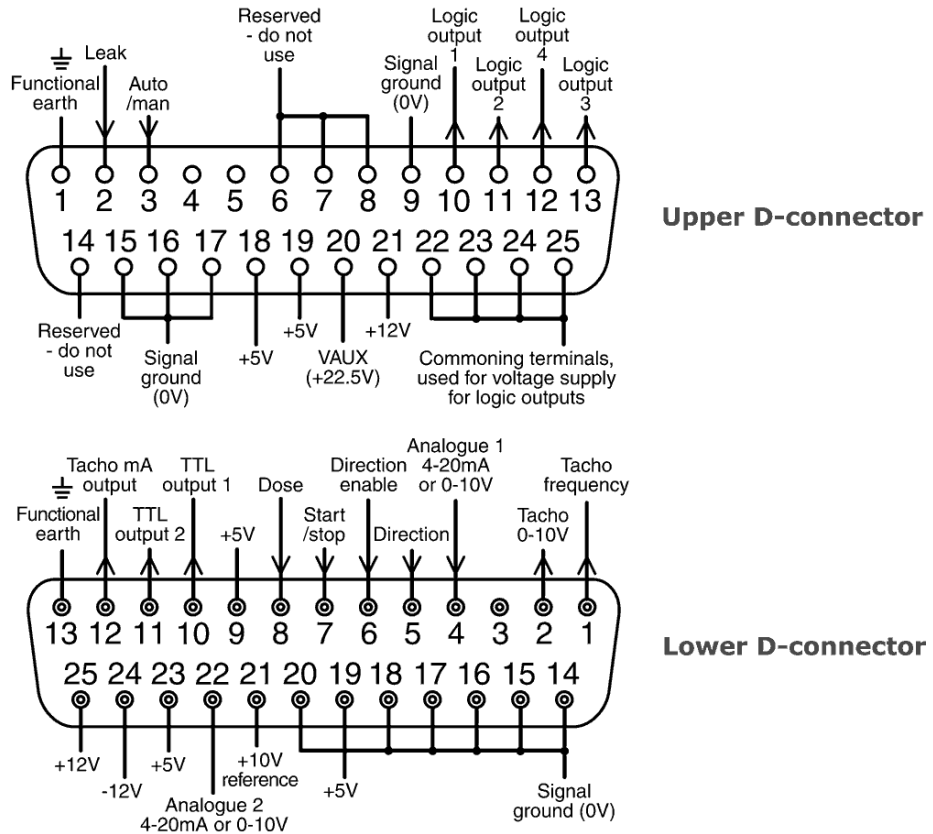 Reserved
- do not
use
Leak
Functional
earth
Auto
/man
Signal
ground
(0V)
Logic
output
1
Logic
output
2
Logic
output
4
Logic
output
3
1 2 3 4 5 6 7 8 9 10 11 12 13
14 15 16 17 18 19 20 21 22 23 24 25
Upper D-connector
Reserved
- do not
use
Signal
ground
(0V)
+5V
+5V
VAUX
(+22.5V)
+12V
Commoning terminals,
used for voltage supply
for logic outputs
Functional
earth
Tacho mA
output
TTL
output 2
TTL
output 1
+5V
Dose
Start
/stop
Direction
enable
Direction
Analogue 1
4-20mA
or 0-10V
Tacho
0-10V
Tacho
frequency
13 12 11 10 9 8 7 6 5 4 3 2 1
25 24 23 22 21 20 19 18 17 16 15 14
Lower D-connector
+12V
-12V
+5V
Analogue 2
4-20mA or 0-10V
+10V
reference
+5V
Signal
ground (0V)